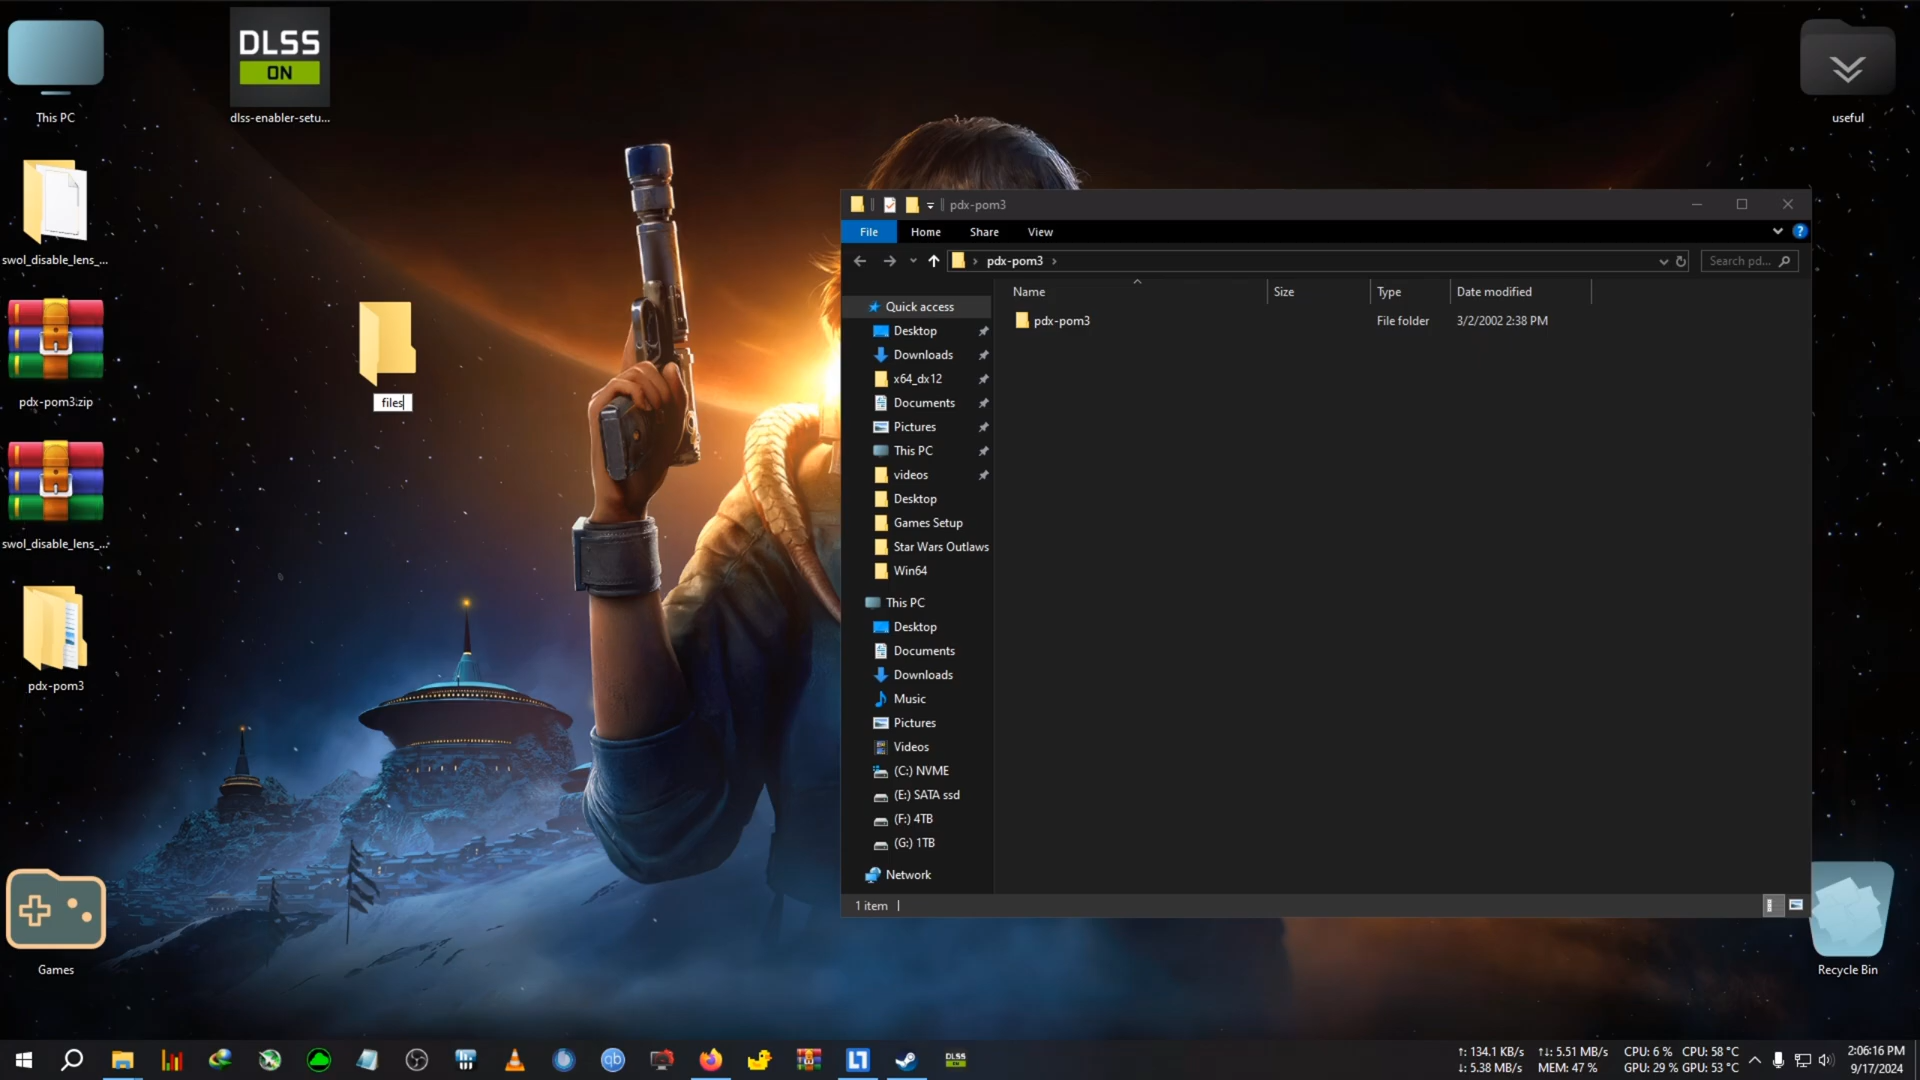 This PC
DLSS
ON
dlss-enabler-setu...
useful
swol_disable_lens_...
pdx-pom3.zip
swol_disable_lens_...
pdx-pom3
files
Games
Recycle Bin
pdx-pom3
File
Home
Share
View
pdx-pom3
Search pd...
Name
Size
Type
Date modified
pdx-pom3
File folder
3/2/2002 2:38 PM
Quick access
Desktop
Downloads
x64_dx12
Documents
Pictures
This PC
videos
Desktop
Games Setup
Star Wars Outlaws
Win64
This PC
Desktop
Documents
Downloads
Music
Pictures
Videos
(C:) NVME
(E:) SATA ssd
(F:) 4TB
(G:) 1TB
Network
1 item
qb
DLSS
↑: 134.1 KB/s
↓: 5.38 MB/s
↑↓: 5.51 MB/s
MEM: 47 %
CPU: 6 % CPU: 58 °C
GPU: 29 % GPU: 53 °C
2:06:16 PM
9/17/2024